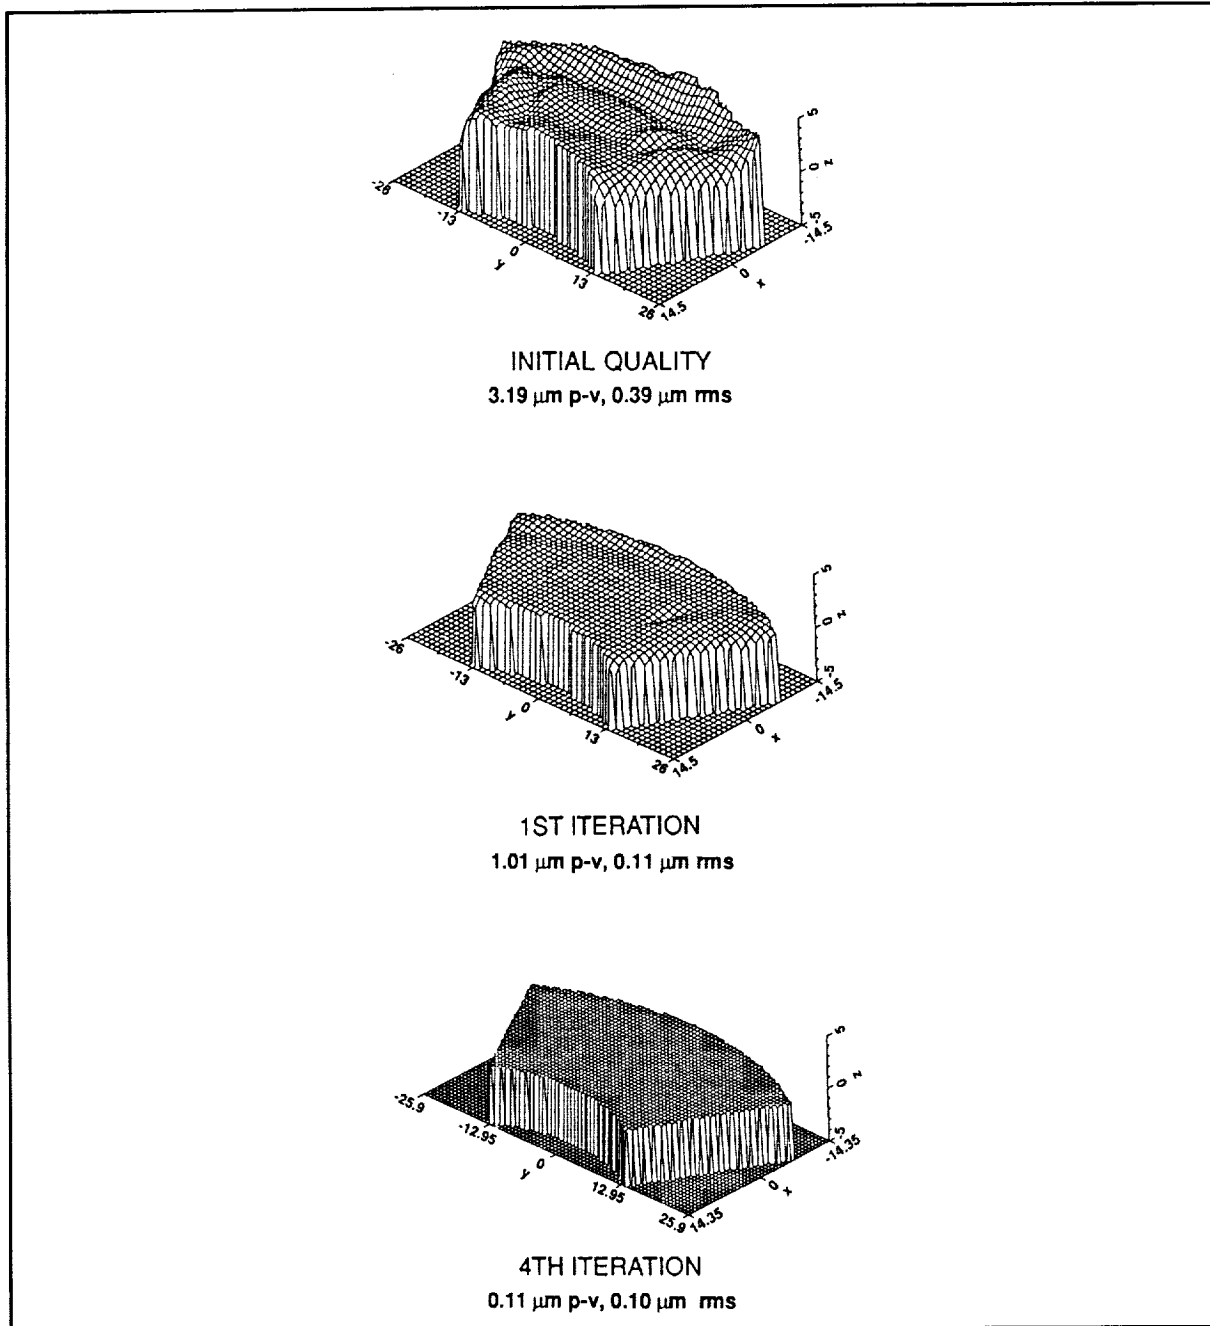 5
0
z
-5
-26
-13
0
y
13
26
14.5
0
x
-14.5
INITIAL QUALITY
3.19 μm p-v, 0.39 μm rms
5
0
z
-5
-26
-13
0
y
13
26
14.5
0
x
-14.5
1ST ITERATION
1.01 μm p-v, 0.11 μm rms
5
0
z
-5
-25.9
-12.95
0
y
12.95
25.9
14.35
0
x
-14.35
4TH ITERATION
0.11 μm p-v, 0.10 μm rms